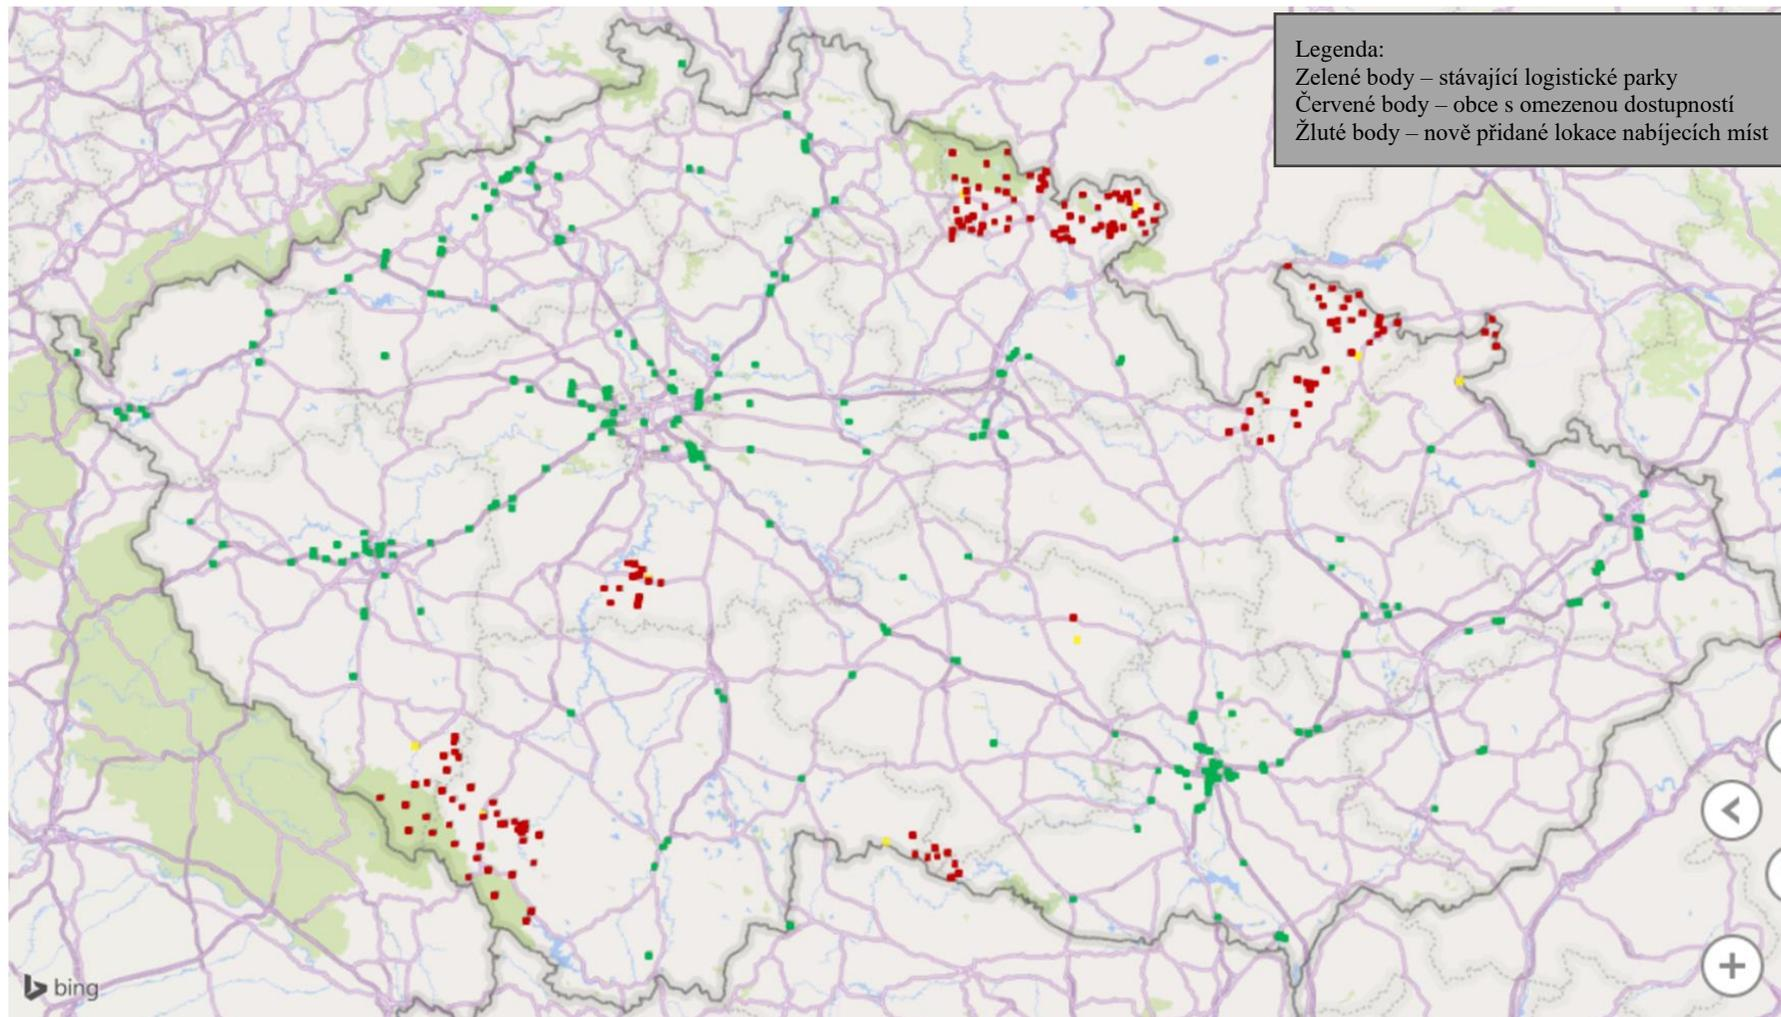 Legenda:
Zelené body – stávající logistické parky
Červené body – obce s omezenou dostupností
Žluté body – nově přidané lokace nabíjecích míst
bing